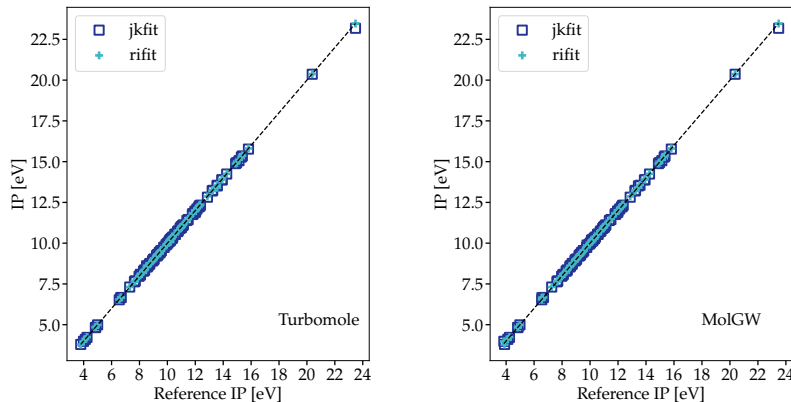 jkfit
rifit
IP [eV]
22.5
20.0
17.5
15.0
12.5
10.0
7.5
5.0
Turbomole
4 6 8 10 12 14 16 18 20 22 24
Reference IP [eV]
jkfit
rifit
IP [eV]
22.5
20.0
17.5
15.0
12.5
10.0
7.5
5.0
MolGW
4 6 8 10 12 14 16 18 20 22 24
Reference IP [eV]